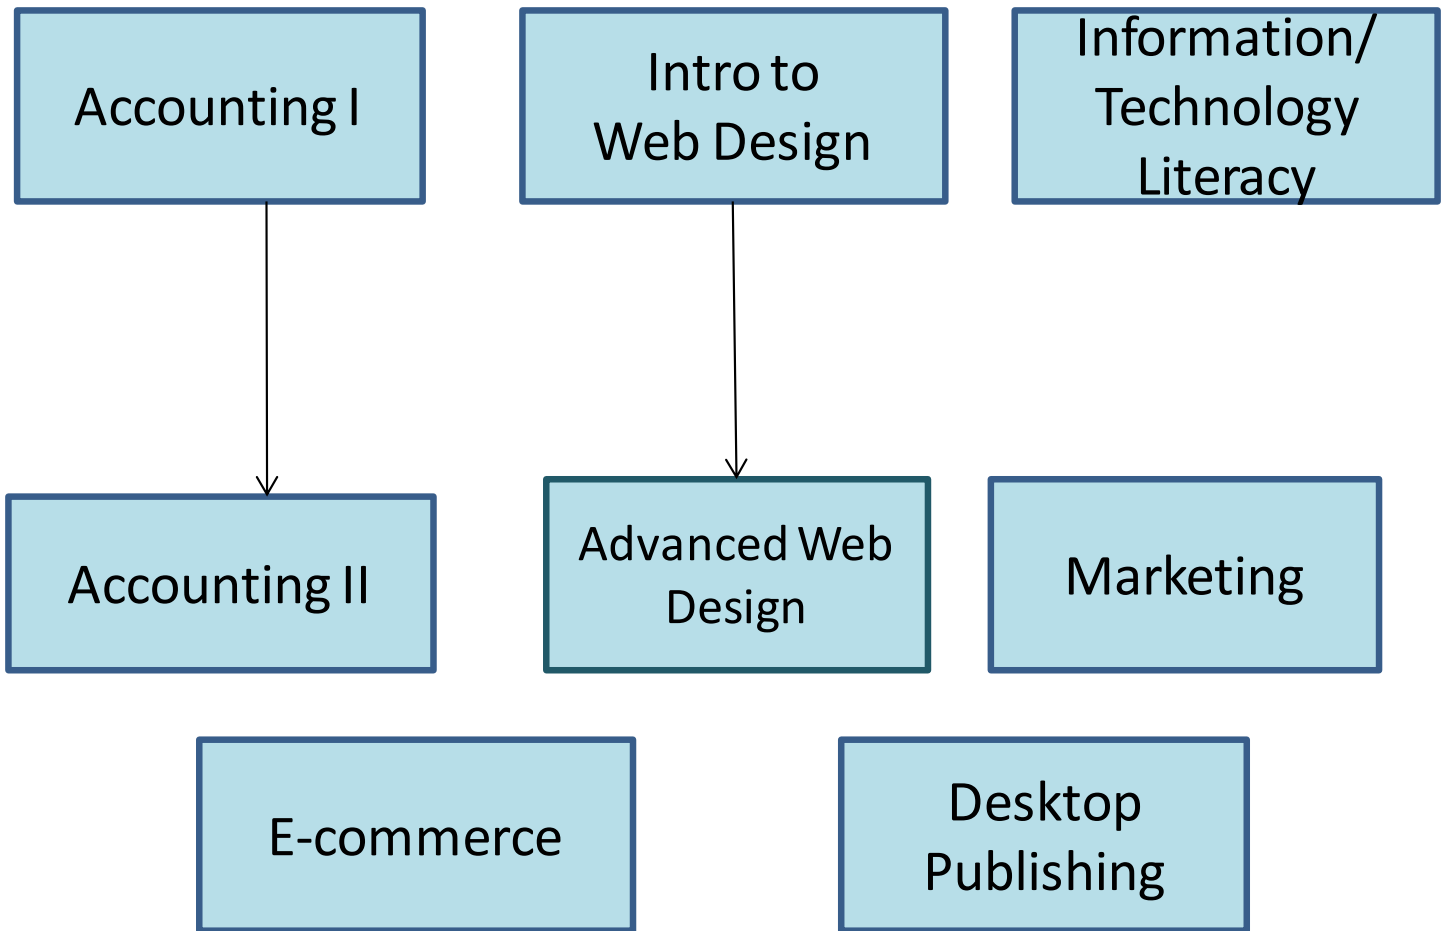 Accounting I
Intro to
Web Design
Information/
Technology
Literacy
Accounting II
Advanced Web
Design
Marketing
E-commerce
Desktop
Publishing